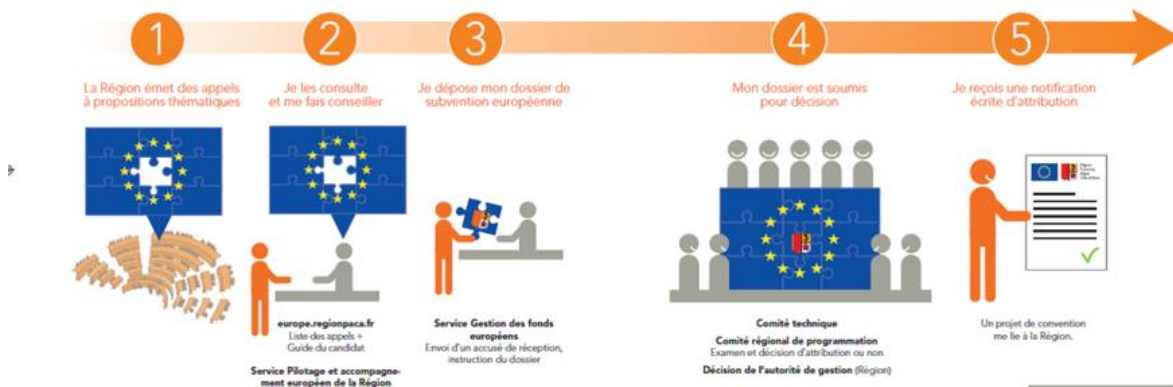 1
2
3
4
5
La Région émet des appels
à propositions thématiques
Je les consulte
et me fais conseiller
Je dépose mon dossier de
subvention européenne
Mon dossier est soumis
pour décision
Je reçois une notification
écrite d'attribution
europe.regionpaca.fr
Liste des appels +
Guide du candidat
Service Pilotage et accompagne-
ment européen de la Région
Service Gestion des fonds
européens
Envoi d'un accusé de réception,
instruction du dossier
Comité technique
Comité régional de programmation
Examen et décision d'attribution ou non
Décision de l'autorité de gestion (Région)
Un projet de convention
me lie à la Région.